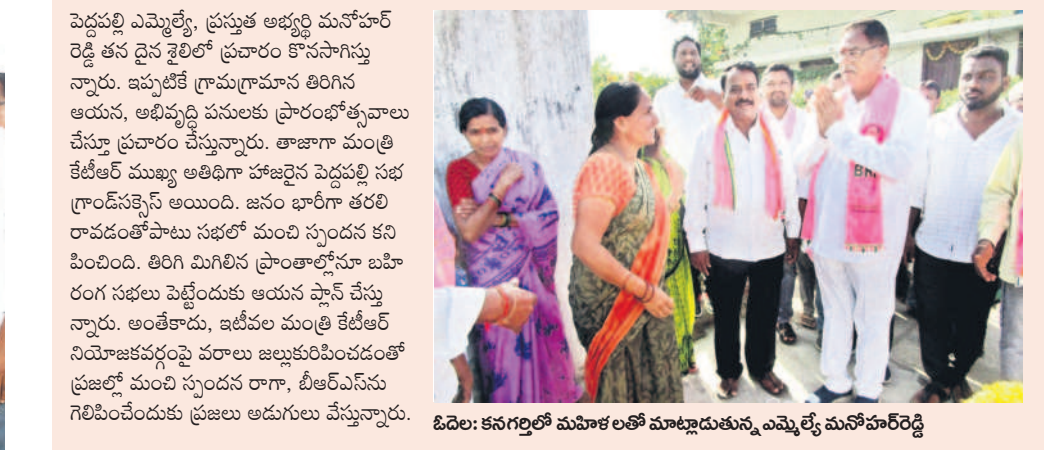 పెద్దపల్లి ఎమ్మెల్యే, ప్రస్తుత అభ్యర్థి మనోహర్
రెడ్డి తన దైన శైలిలో ప్రచారం కొనసాగిస్తు
న్నారు. ఇప్పటికే గ్రామగ్రామాన తిరిగిన
ఆయన, అభివృద్ధి పనులకు ప్రారంభోత్సవాలు
చేస్తూ ప్రచారం చేస్తున్నారు. తాజాగా మంత్రి
కేటీఆర్ ముఖ్య అతిథిగా హాజరైన పెద్దపల్లి సభ
గ్రాండ్‌సక్సెస్ అయింది. జనం భారీగా తరలి
రావడంతోపాటు సభలో మంచి స్పందన కని
పించింది. తిరిగి మిగిలిన ప్రాంతాల్లోనూ బహి
రంగ సభలు పెట్టేందుకు ఆయన ప్లాన్ చేస్తు
న్నారు. అంతేకాదు, ఇటీవల మంత్రి కేటీఆర్
నియోజకవర్గంపై వరాలు జల్లుకురిపించడంతో
ప్రజల్లో మంచి స్పందన రాగా, బీఆర్ఎస్‌ను
గెలిపించేందుకు ప్రజలు అడుగులు వేస్తున్నారు.
ఓదెల: కనగర్తిలో మహిళ లతో మాట్లాడుతున్న ఎమ్మెల్యే మనోహర్‌రెడ్డి